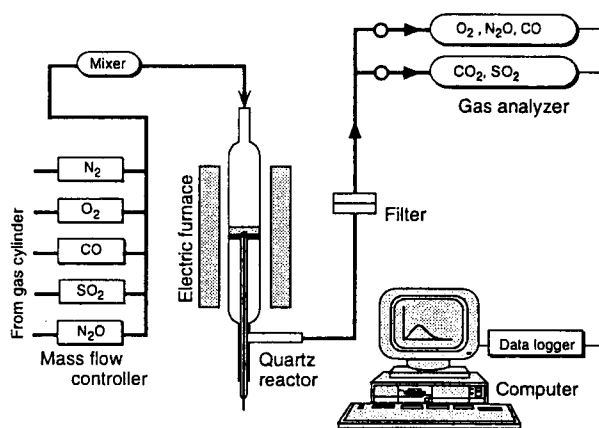 Mixer
From gas cylinder
N₂
O₂
CO
SO₂
N₂O
Mass flow
controller
Electric furnace
Quartz
reactor
Filter
O₂ , N₂O, CO
CO₂, SO₂
Gas analyzer
Data logger
Computer